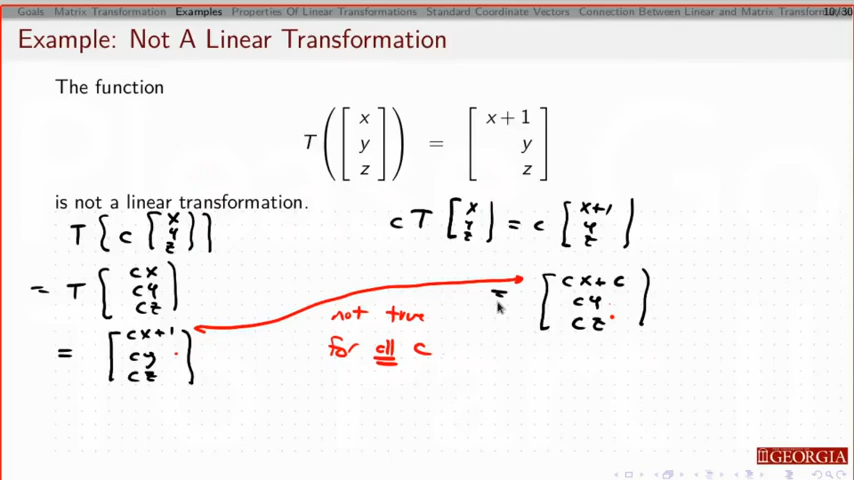 Goals Matrix Transformation Examples Properties Of Linear Transformations Standard Coordinate Vectors Connection Between Linear and Matrix Transform 10/30
Example: Not A Linear Transformation
The function
T([x y z]) = [x + 1 y z]
is not a linear transformation.
T[c[x y z]]
= T[cx cy cz]
= [cx+1 cy cz]
cT[x y z] = c[x+1 y z]
= [cx+c cy cz]
not true
for all c
GEORGIA